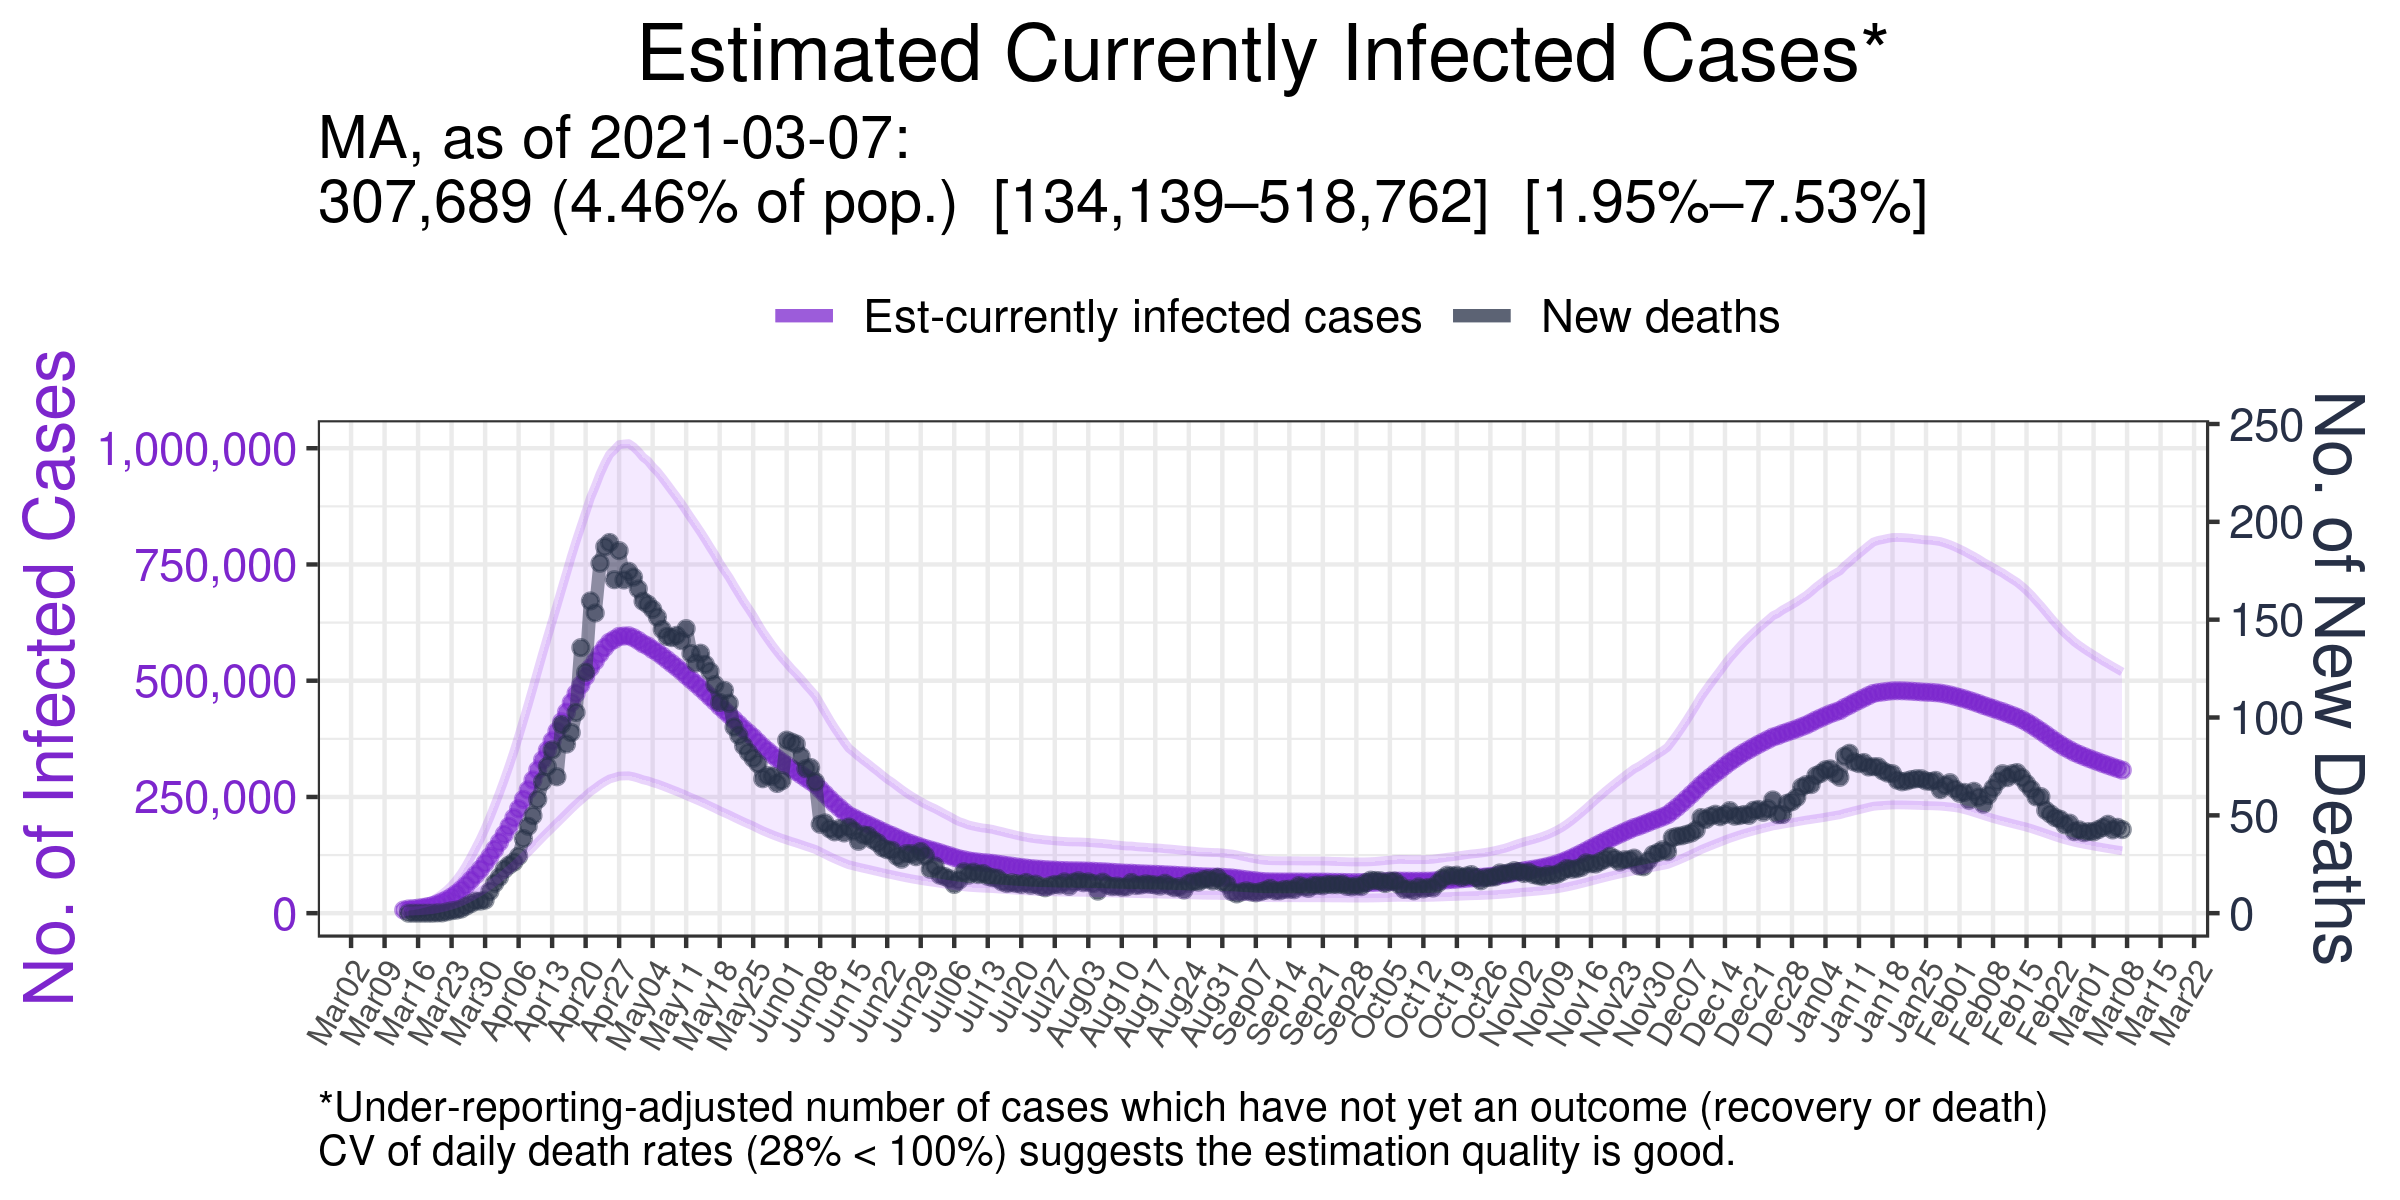 Estimated Currently Infected Cases*
MA, as of 2021-03-07:
307,689 (4.46% of pop.)  [134,139–518,762]  [1.95%–7.53%]
Est-currently infected cases
New deaths
No. of Infected Cases
1,000,000
750,000
500,000
250,000
0
250
200
150
100
50
0
No. of New Deaths
Mar02
Mar09
Mar16
Mar23
Mar30
Apr06
Apr13
Apr20
Apr27
May04
May11
May18
May25
Jun01
Jun08
Jun15
Jun22
Jun29
Jul06
Jul13
Jul20
Jul27
Aug03
Aug10
Aug17
Aug24
Aug31
Sep07
Sep14
Sep21
Sep28
Oct05
Oct12
Oct19
Oct26
Nov02
Nov09
Nov16
Nov23
Nov30
Dec07
Dec14
Dec21
Dec28
Jan04
Jan11
Jan18
Jan25
Feb01
Feb08
Feb15
Feb22
Mar01
Mar08
Mar15
Mar22
*Under-reporting-adjusted number of cases which have not yet an outcome (recovery or death)
CV of daily death rates (28% < 100%) suggests the estimation quality is good.